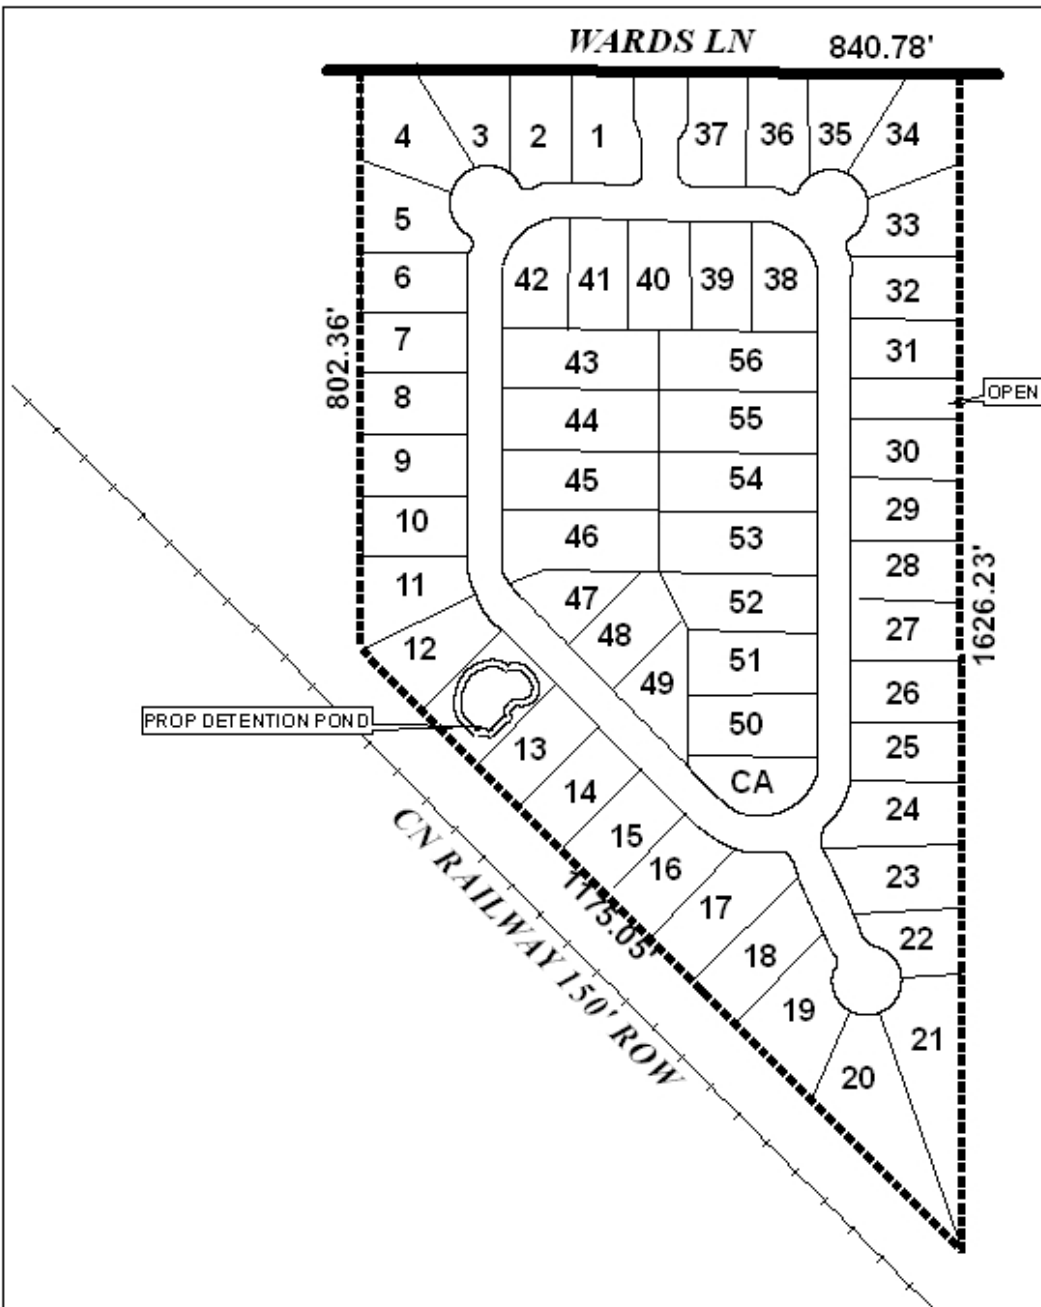 WARDS LN
840.78'
4 3 2 1 37 36 35 34
5 33
42 41 40 39 38
6 32
7 43 56 31
802.36'
OPEN
8 44 55
9 45 54 30
10 46 53 29
11 47 52 28
1626.23'
12 48 51 27
49 26
PROP DETENTION POND
13 50 25
14 CA 24
15
16 23
17 22
1175.05'
18
19 21
20
CN RAILWAY 150' ROW